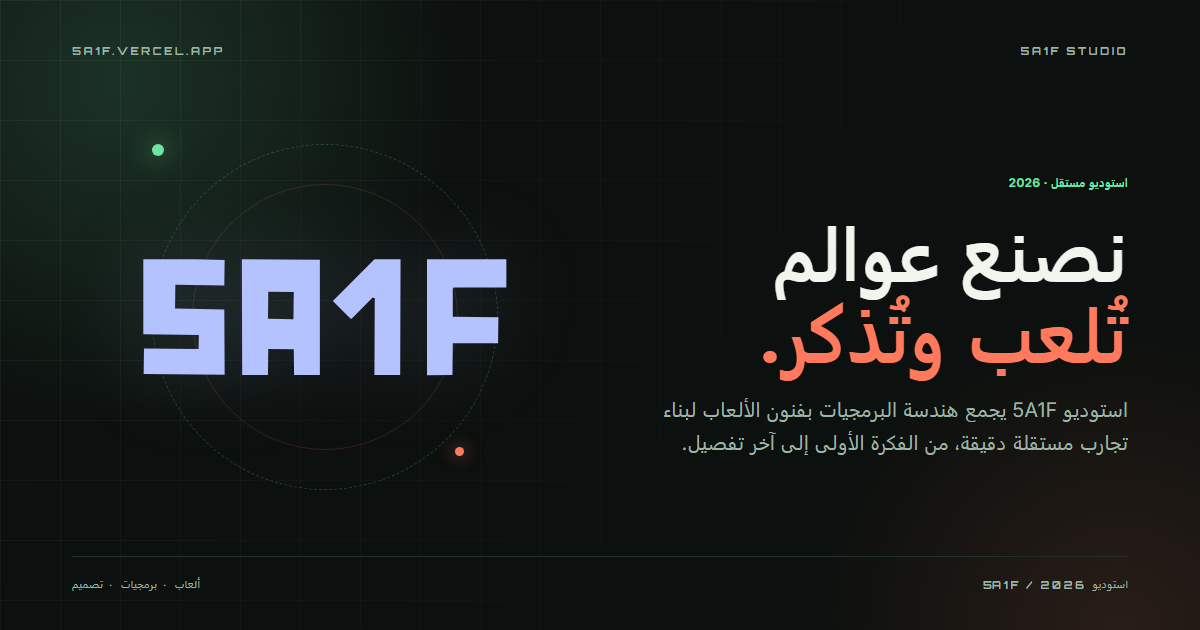 5A1F STUDIO
5A1F.VERCEL.APP
استوديو مستقل · 2026
نصنع عوالم
تُلعب وتُذكر.
5A1F
استوديو 5A1F يجمع هندسة البرمجيات بفنون الألعاب لبناء
تجارب مستقلة دقيقة، من الفكرة الأولى إلى آخر تفصيل.
استوديو 5A1F / 2026
ألعاب · برمجيات · تصميم